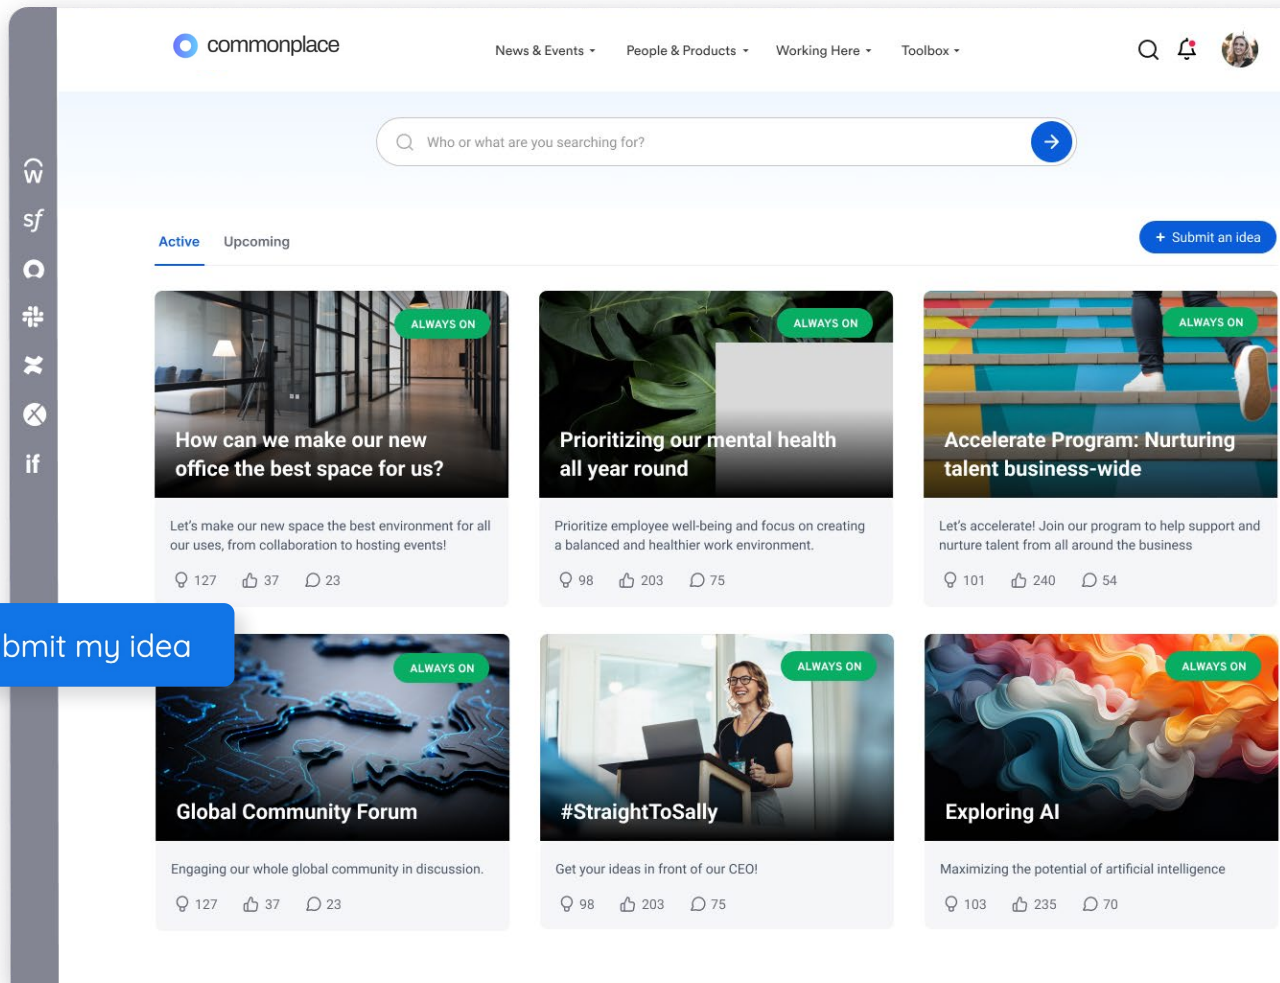 commonplace
News & Events
People & Products
Working Here
Toolbox
Who or what are you searching for?
w
sf
if
Active
Upcoming
+ Submit an idea
ALWAYS ON
How can we make our new
office the best space for us?
Let's make our new space the best environment for all
our uses, from collaboration to hosting events!
127
37
23
ALWAYS ON
Prioritizing our mental health
all year round
Prioritize employee well-being and focus on creating
a balanced and healthier work environment.
98
203
75
ALWAYS ON
Accelerate Program: Nurturing
talent business-wide
Let's accelerate! Join our program to help support and
nurture talent from all around the business
101
240
54
bmit my idea
ALWAYS ON
Global Community Forum
Engaging our whole global community in discussion.
127
37
23
ALWAYS ON
#StraightToSally
Get your ideas in front of our CEO!
98
203
75
ALWAYS ON
Exploring AI
Maximizing the potential of artificial intelligence
103
235
70